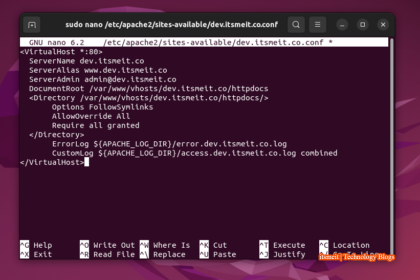 sudo nano /etc/apache2/sites-available/dev.itsmeit.co.conf
GNU nano 6.2 /etc/apache2/sites-available/dev.itsmeit.co.conf *
<VirtualHost *:80>
ServerName dev.itsmeit.co
ServerAlias www.dev.itsmeit.co
ServerAdmin admin@dev.itsmeit.co
DocumentRoot /var/www/vhosts/dev.itsmeit.co/httpdocs
<Directory /var/www/vhosts/dev.itsmeit.co/httpdocs/>
Options FollowSymlinks
AllowOverride All
Require all granted
</Directory>
ErrorLog ${APACHE_LOG_DIR}/error.dev.itsmeit.co.log
CustomLog ${APACHE_LOG_DIR}/access.dev.itsmeit.co.log combined
</VirtualHost>
^G Help ^O Write Out ^W Where Is ^K Cut ^T Execute ^C Location
^X Exit ^R Read File ^\ Replace ^U Paste ^J Justify
itsmeit | Technology Blogs